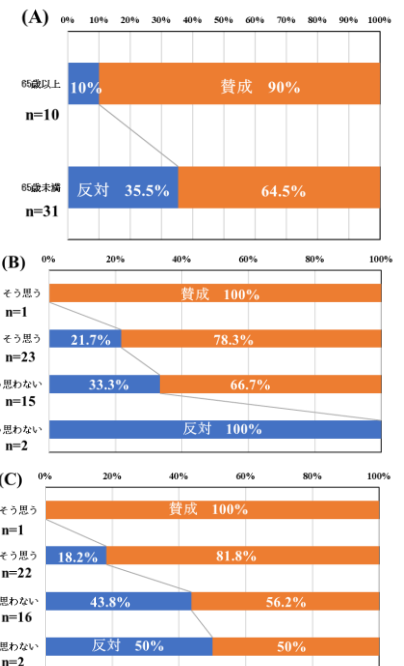 (A)
0% 10% 20% 30% 40% 50% 60% 70% 80% 90% 100%
65歳以上
10% 賛成 90%
n=10
65歳未満
反対 35.5% 64.5%
n=31
(B)
0% 20% 40% 60% 80% 100%
そう思う
賛成 100%
n=1
そう思う
21.7% 78.3%
n=23
思わない
33.3% 66.7%
n=15
思わない
反対 100%
n=2
(C)
0% 20% 40% 60% 80% 100%
そう思う
賛成 100%
n=1
そう思う
18.2% 81.8%
n=22
思わない
43.8% 56.2%
n=16
思わない
反対 50% 50%
n=2